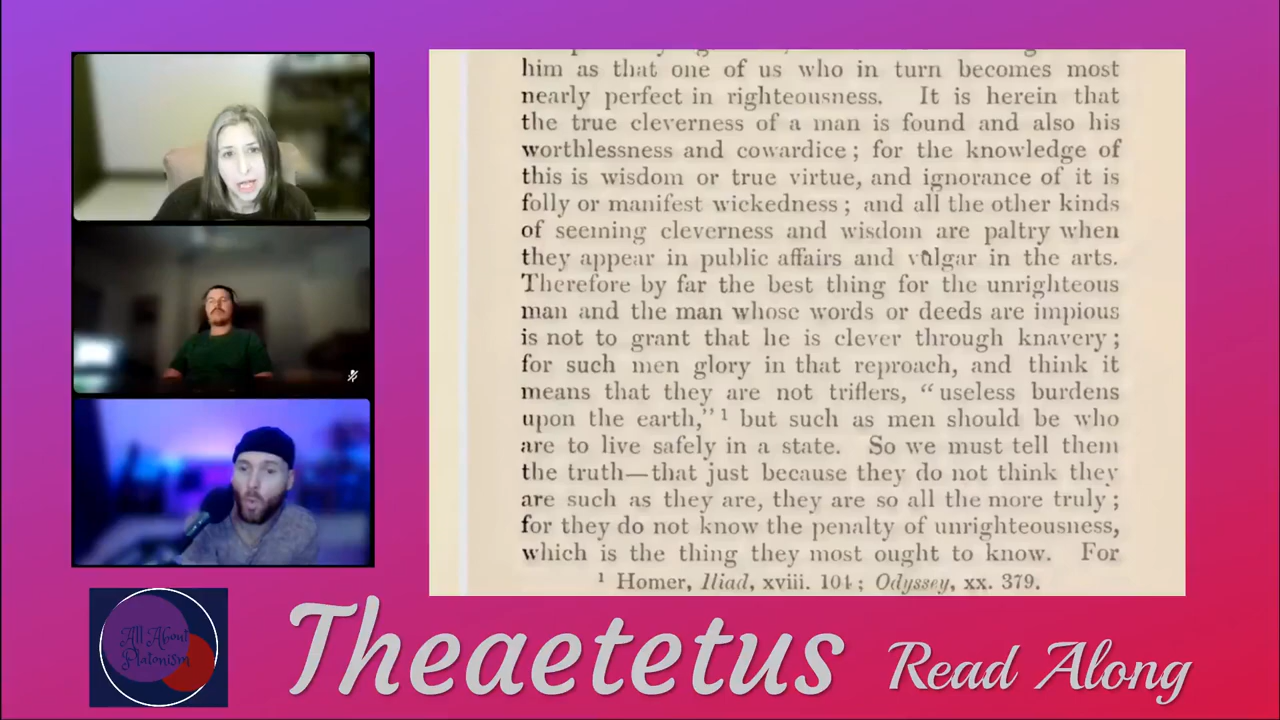 him as that one of us who in turn becomes most
nearly perfect in righteousness. It is herein that
the true cleverness of a man is found and also his
worthlessness and cowardice; for the knowledge of
this is wisdom or true virtue, and ignorance of it is
folly or manifest wickedness; and all the other kinds
of seeming cleverness and wisdom are paltry when
they appear in public affairs and vulgar in the arts.
Therefore by far the best thing for the unrighteous
man and the man whose words or deeds are impious
is not to grant that he is clever through knavery;
for such men glory in that reproach, and think it
means that they are not triflers, “useless burdens
upon the earth,”¹ but such as men should be who
are to live safely in a state. So we must tell them
the truth—that just because they do not think they
are such as they are, they are so all the more truly;
for they do not know the penalty of unrighteousness,
which is the thing they most ought to know. For
¹ Homer, Iliad, xviii. 104; Odyssey, xx. 379.
All About
Platonism
Theaetetus Read Along